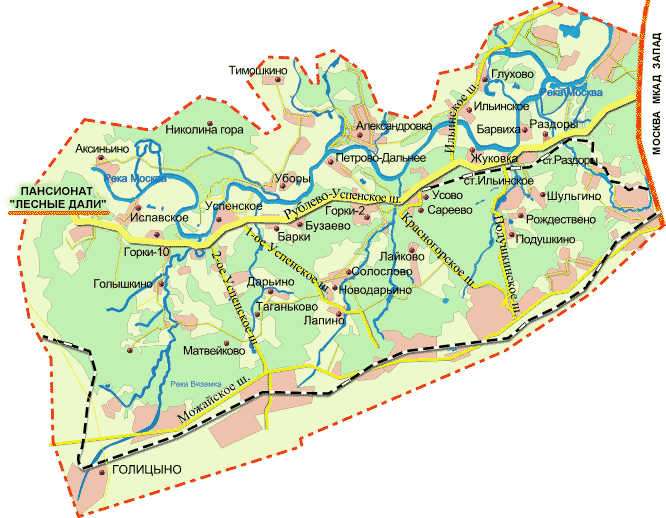 МОСКВА МКАД ЗАПАД
Глухово
Тимошкино
Река Москва
Ильинское ш.
Ильинское
Николина гора
Александровка
Барвиха
Раздоры
Аксиньино
Петрово-Дальнее
Жуковка
ст.Раздоры
Река Москва
Уборы
ст.Ильинское
ПАНСИОНАТ
"ЛЕСНЫЕ ДАЛИ"
Рублево-Успенское ш.
Усово
Шульгино
Иславское
Успенское
Горки-2
Сареево
Рождествено
Бузаево
Барки
Подушкино
Горки-10
1-ое Успенское ш.
Красногорское ш.
Подушкинское ш.
Лайково
2-ое Успенское ш.
Солослово
Голышкино
Дарьино
Новодарьино
Таганьково
Лапино
Матвейково
Река Вяземка
Можайское ш.
ГОЛИЦЫНО